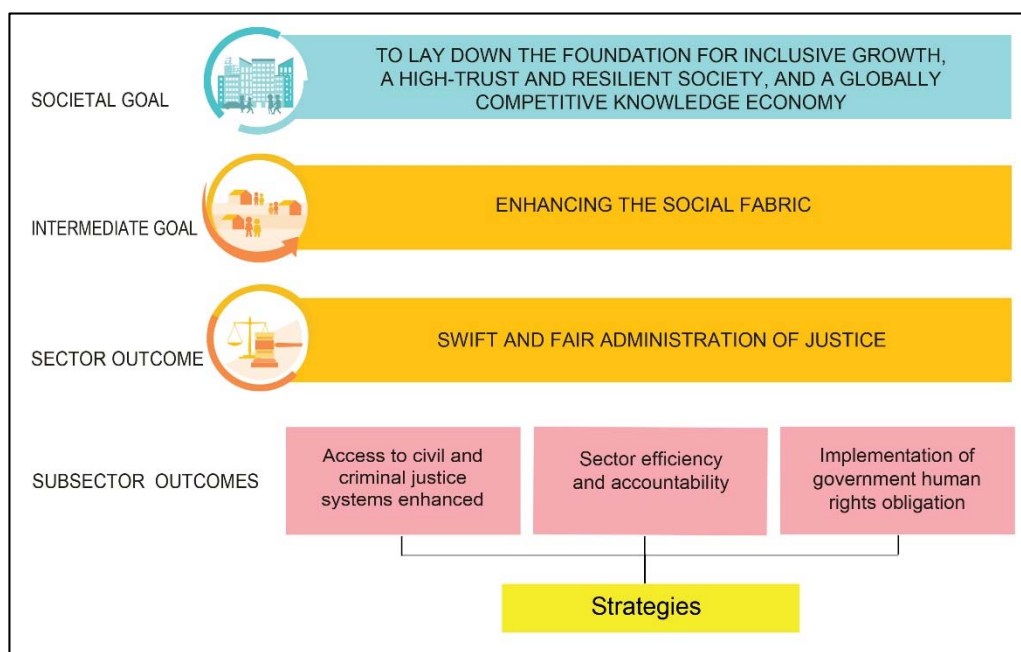 SOCIETAL GOAL
TO LAY DOWN THE FOUNDATION FOR INCLUSIVE GROWTH,
A HIGH-TRUST AND RESILIENT SOCIETY, AND A GLOBALLY
COMPETITIVE KNOWLEDGE ECONOMY
INTERMEDIATE GOAL
ENHANCING THE SOCIAL FABRIC
SECTOR OUTCOME
SWIFT AND FAIR ADMINISTRATION OF JUSTICE
SUBSECTOR OUTCOMES
Access to civil and
criminal justice
systems enhanced
Sector efficiency
and accountability
Implementation of
government human
rights obligation
Strategies